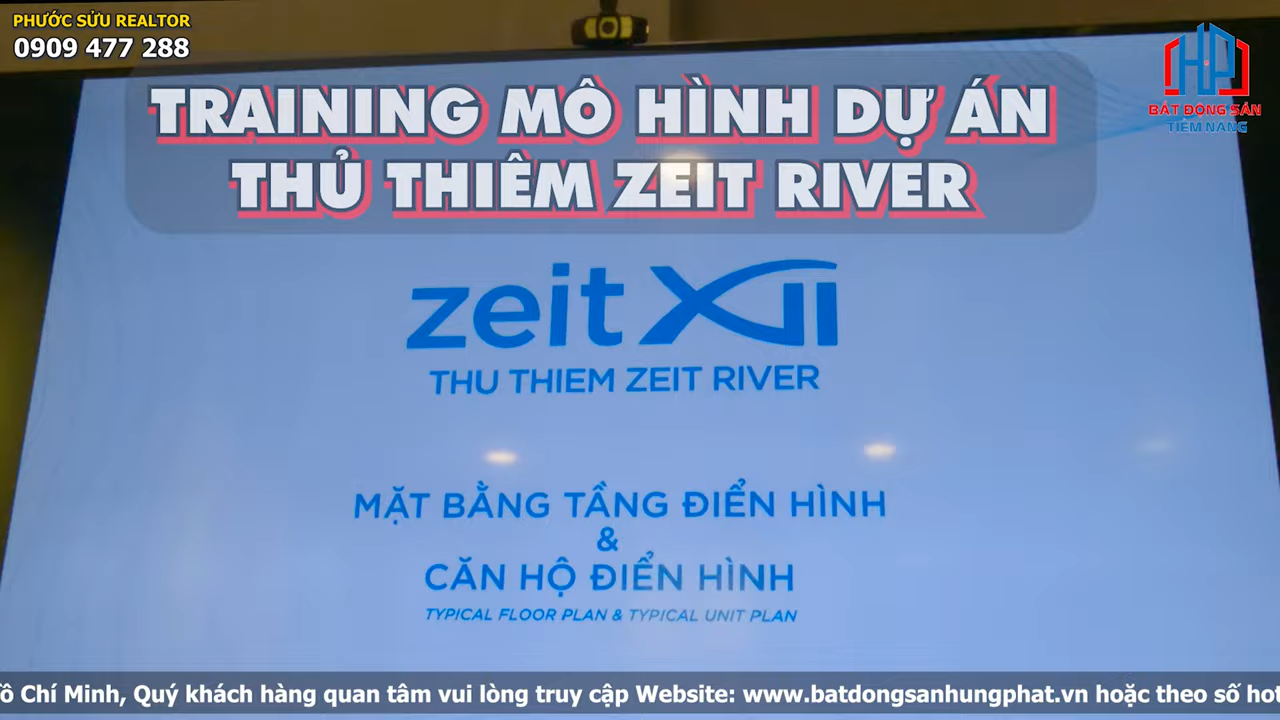 PHƯỚC SỬU REALTOR
0909 477 288
HP
BẤT ĐỘNG SẢN
TIỀM NĂNG
TRAINING MÔ HÌNH DỰ ÁN
THỦ THIÊM ZEIT RIVER
zeit XII
THU THIEM ZEIT RIVER
MẶT BẰNG TẦNG ĐIỂN HÌNH
&
CĂN HỘ ĐIỂN HÌNH
TYPICAL FLOOR PLAN & TYPICAL UNIT PLAN
Chí Minh, Quý khách hàng quan tâm vui lòng truy cập Website: www.batdongsanhungphat.vn hoặc theo số hot